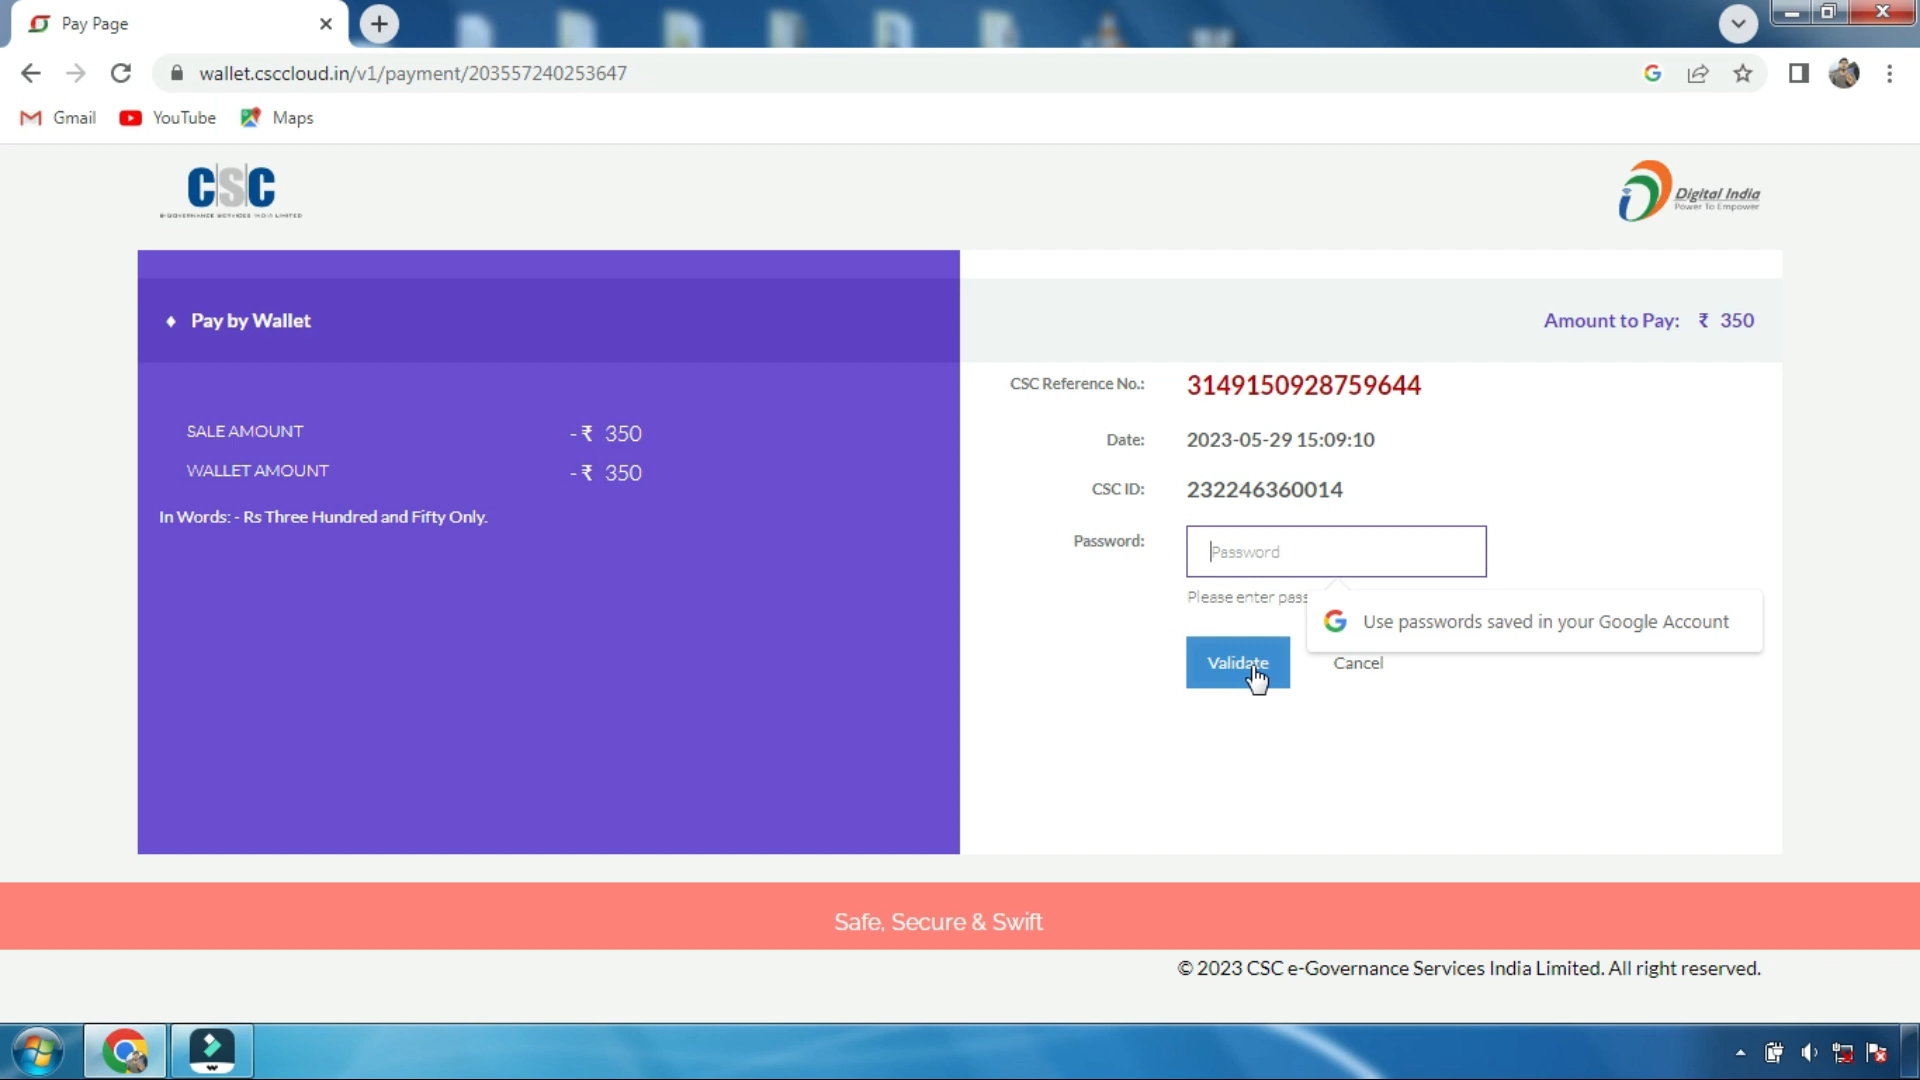 Pay Page
wallet.csccloud.in/v1/payment/203557240253647
Gmail YouTube Maps
CSC
E-GOVERNANCE SERVICES INDIA LIMITED
Digital India
Power To Empower
Pay by Wallet
Amount to Pay: ₹ 350
SALE AMOUNT -₹ 350
WALLET AMOUNT -₹ 350
In Words: - Rs Three Hundred and Fifty Only.
CSC Reference No.: 3149150928759644
Date: 2023-05-29 15:09:10
CSC ID: 232246360014
Password: Password
Please enter pass
Use passwords saved in your Google Account
Validate Cancel
Safe, Secure & Swift
© 2023 CSC e-Governance Services India Limited. All right reserved.